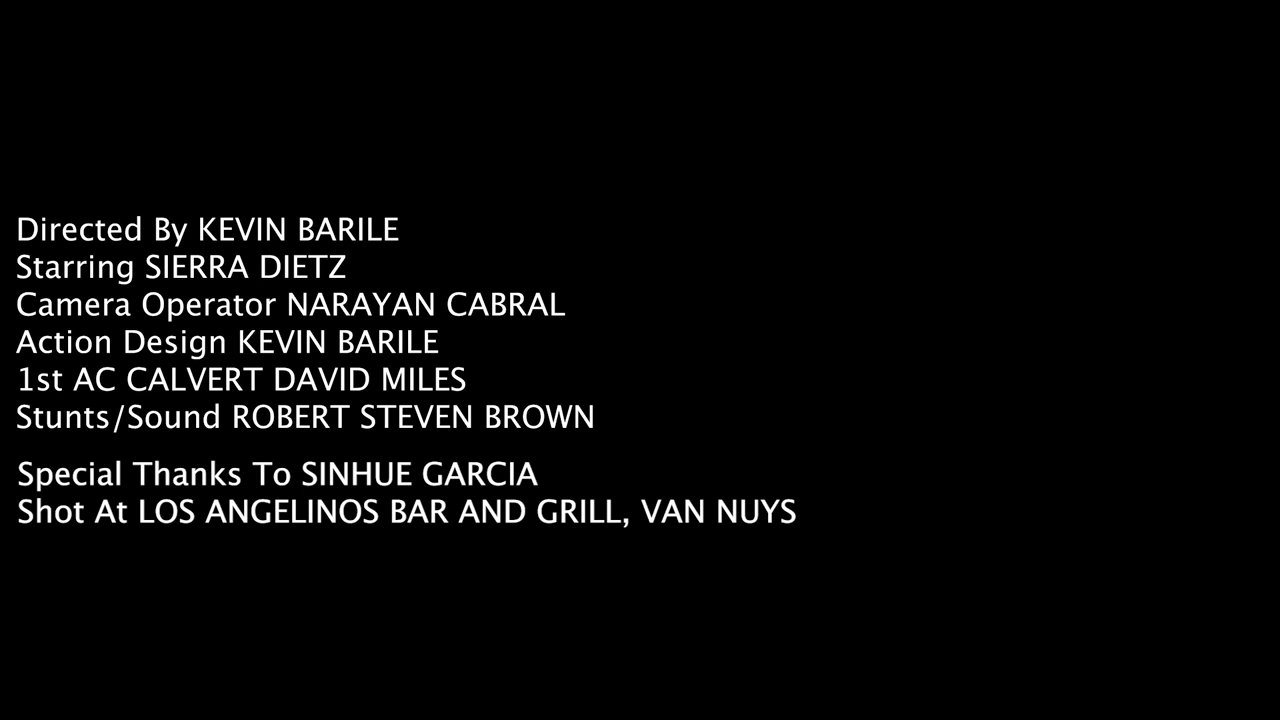 Directed By KEVIN BARILE
Starring SIERRA DIETZ
Camera Operator NARAYAN CABRAL
Action Design KEVIN BARILE
1st AC CALVERT DAVID MILES
Stunts/Sound ROBERT STEVEN BROWN
Special Thanks To SINHUE GARCIA
Shot At LOS ANGELINOS BAR AND GRILL, VAN NUYS